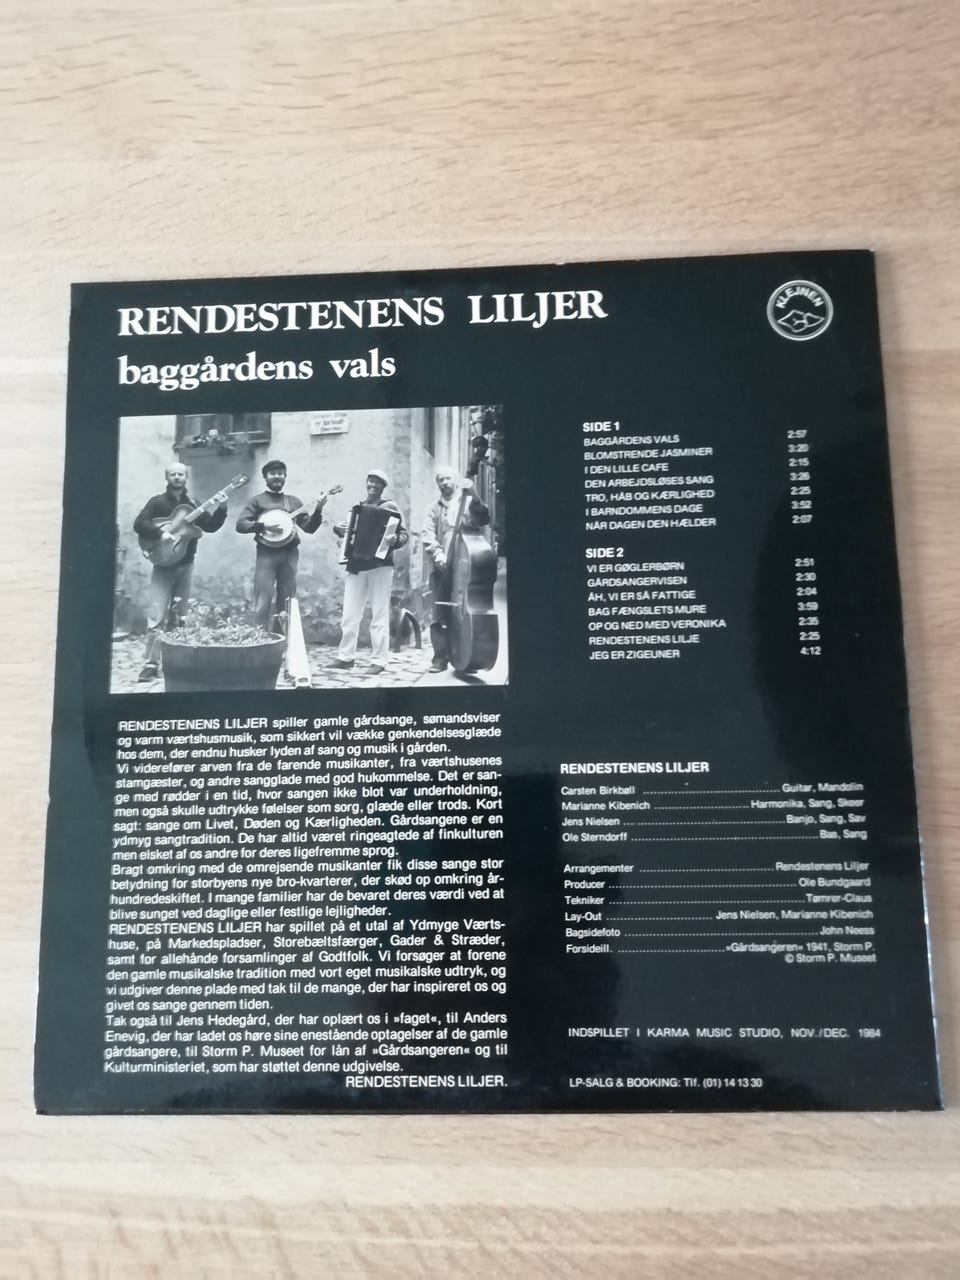 RENDESTENENS LILJER
baggårdens vals
KLEJNEN
SIDE 1
BAGGÅRDENS VALS 2:57
BLOMSTRENDE JASMINER 3:20
I DEN LILLE CAFE 2:15
DEN ARBEJDSLØSES SANG 3:26
TRO, HÅB OG KÆRLIGHED 2:25
I BARNDOMMENS DAGE 3:52
NÅR DAGEN DEN HÆLDER 2:07
SIDE 2
VI ER GØGLERBØRN 2:51
GÅRDSANGERVISEN 2:30
ÅH, VI ER SÅ FATTIGE 2:04
BAG FÆNGSLETS MURE 3:59
OP OG NED MED VERONIKA 2:35
RENDESTENENS LILJE 2:25
JEG ER ZIGEUNER 4:12
RENDESTENENS LILJER spiller gamle gårdsange, sømandsviser
og varm værtshusmusik, som sikkert vil vække genkendelsesglæde
hos dem, der endnu husker lyden af sang og musik i gården.
Vi viderefører arven fra de farende musikanter, fra værtshusenes
stamgæster, og andre sangglade med god hukommelse. Det er san-
ge med rødder i en tid, hvor sangen ikke blot var underholdning,
men også skulle udtrykke følelser som sorg, glæde eller trods. Kort
sagt: sange om Livet, Døden og Kærligheden. Gårdsangene er en
ydmyg sangtradition. De har altid været ringeagtede af finkulturen
men elsket af os andre for deres ligefremme sprog.
Bragt omkring med de omrejsende musikanter fik disse sange stor
betydning for storbyens nye bro-kvarterer, der skød op omkring år-
hundredeskiftet. I mange familier har de bevaret deres værdi ved at
blive sunget ved daglige eller festlige lejligheder.
RENDESTENENS LILJER har spillet på et utal af Ydmyge Værts-
huse, på Markedspladser, Storebæltsfærger, Gader & Stræder,
samt for allehånde forsamlinger af Godtfolk. Vi forsøger at forene
den gamle musikalske tradition med vort eget musikalske udtryk, og
vi udgiver denne plade med tak til de mange, der har inspireret os og
givet os sange gennem tiden.
Tak også til Jens Hedegård, der har oplært os i »faget«, til Anders
Enevig, der har ladet os høre sine enestående optagelser af de gamle
gårdsangere, til Storm P. Museet for lån af »Gårdsangeren« og til
Kulturministeriet, som har støttet denne udgivelse.
RENDESTENENS LILJER.
RENDESTENENS LILJER
Carsten Birkbøll ........ Guitar, Mandolin
Marianne Kibenich ........ Harmonika, Sang, Skeer
Jens Nielsen ........ Banjo, Sang, Sav
Ole Sterndorff ........ Bas, Sang
Arrangementer ........ Rendestenens Liljer
Producer ........ Ole Bundgaard
Tekniker ........ Tømrer-Claus
Lay-Out ........ Jens Nielsen, Marianne Kibenich
Bagsidefoto ........ John Neess
Forsideill. ........ »Gårdsangeren« 1941, Storm P.
© Storm P. Museet
INDSPILLET I KARMA MUSIC STUDIO, NOV./DEC. 1984
LP-SALG & BOOKING: Tlf. (01) 14 13 30